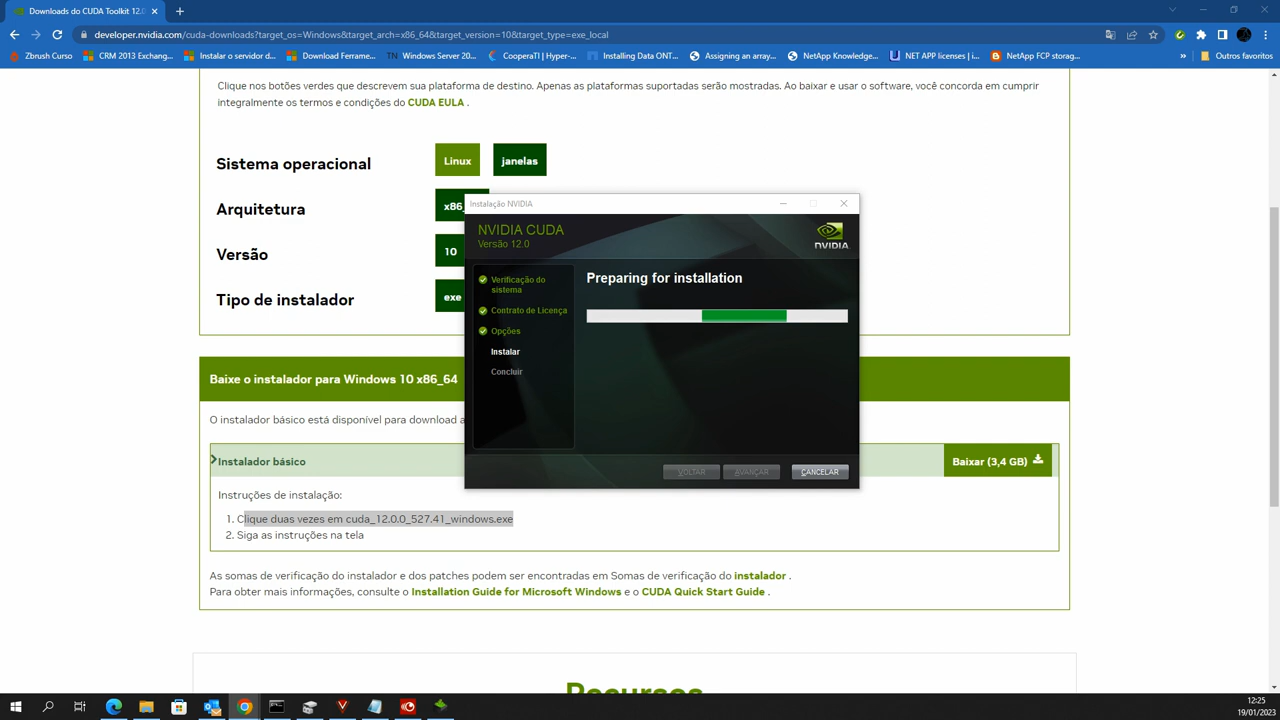 Downloads do CUDA Toolkit 12.0
developer.nvidia.com/cuda-downloads?target_os=Windows&target_arch=x86_64&target_version=10&target_type=exe_local
Zbrush Curso
CRM 2013 Exchang...
Instalar o servidor d...
Download Ferrame...
TN Windows Server 20...
CooperaTI | Hyper-...
Installing Data ONT...
Assigning an array...
NetApp Knowledge...
NET APP licenses | i...
NetApp FCP storag...
»
Outros favoritos
Clique nos botões verdes que descrevem sua plataforma de destino. Apenas as plataformas suportadas serão mostradas. Ao baixar e usar o software, você concorda em cumprir
integralmente os termos e condições do CUDA EULA .
Sistema operacional
Linux
janelas
Arquitetura
x86_
Versão
10
Tipo de instalador
exe
Instalação NVIDIA
NVIDIA CUDA
Versão 12.0
NVIDIA.
Verificação do
sistema
Contrato de Licença
Opções
Instalar
Concluir
Preparing for installation
VOLTAR
AVANÇAR
CANCELAR
Baixe o instalador para Windows 10 x86_64
O instalador básico está disponível para download a
Instalador básico
Baixar (3,4 GB)
Instruções de instalação:
1. Clique duas vezes em cuda_12.0.0_527.41_windows.exe
2. Siga as instruções na tela
As somas de verificação do instalador e dos patches podem ser encontradas em Somas de verificação do instalador .
Para obter mais informações, consulte o Installation Guide for Microsoft Windows e o CUDA Quick Start Guide .
Recursos
12:25
19/01/2023